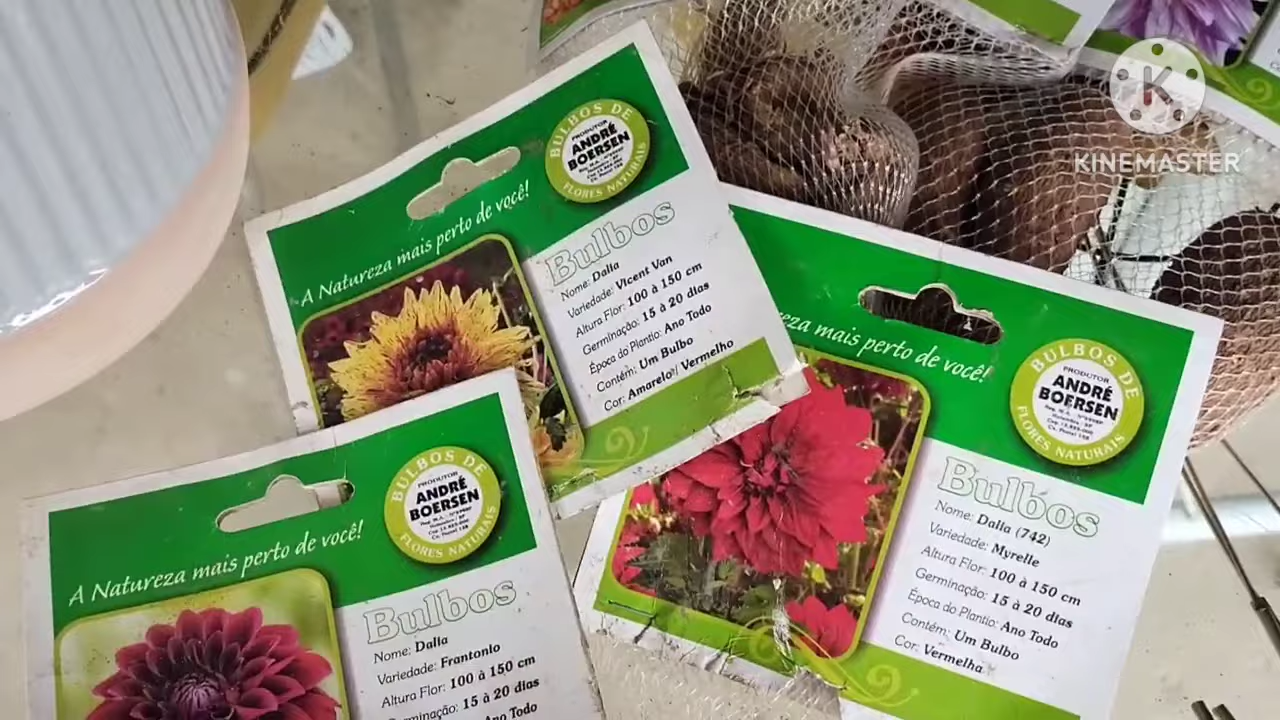 KINEMASTER
A Natureza mais perto de você!
BULBOS DE
PRODUTOR
ANDRÉ
BOERSEN
FLORES NATURAIS
Bulbos
Nome: Dalia
Variedade: Vicent Van
Altura Flor: 100 à 150 cm
Germinação: 15 à 20 dias
Época do Plantio: Ano Todo
Contém: Um Bulbo
Cor: Amarelo / Vermelho
mais perto de você!
BULBOS DE
PRODUTOR
ANDRÉ
BOERSEN
FLORES NATURAIS
Bulbos
Nome: Dalia (742)
Variedade: Myrelle
Altura Flor: 100 à 150 cm
Germinação: 15 à 20 dias
Época do Plantio: Ano Todo
Contém: Um Bulbo
Cor: Vermelha
A Natureza mais perto de você!
BULBOS DE
PRODUTOR
ANDRÉ
BOERSEN
FLORES NATURAIS
Bulbos
Nome: Dalia
Variedade: Frantonio
Altura Flor: 100 à 150 cm
Germinação: 15 à 20 dias
Ano Todo